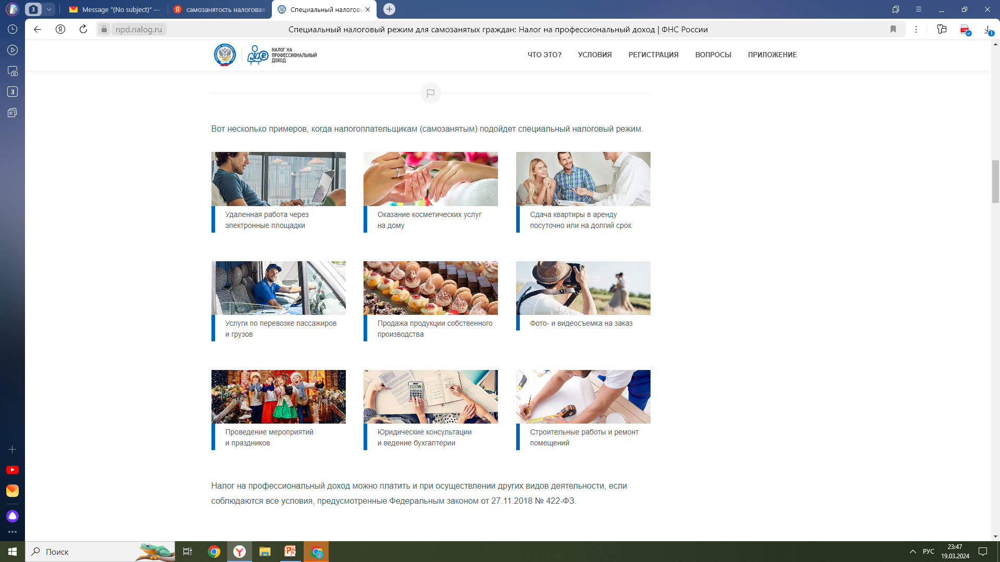 3
Message "(No subject)" —
самозанятость налоговая
Специальный налоговы
npd.nalog.ru
Специальный налоговый режим для самозанятых граждан: Налог на профессиональный доход | ФНС России
1
3
НАЛОГ НА
ПРОФЕССИОНАЛЬНЫЙ
ДОХОД
ЧТО ЭТО?
УСЛОВИЯ
РЕГИСТРАЦИЯ
ВОПРОСЫ
ПРИЛОЖЕНИЕ
Вот несколько примеров, когда налогоплательщикам (самозанятым) подойдет специальный налоговый режим.
Удаленная работа через
электронные площадки
Оказание косметических услуг
на дому
Сдача квартиры в аренду
посуточно или на долгий срок
Услуги по перевозке пассажиров
и грузов
Продажа продукции собственного
производства
Фото- и видеосъемка на заказ
Проведение мероприятий
и праздников
Юридические консультации
и ведение бухгалтерии
Строительные работы и ремонт
помещений
Налог на профессиональный доход можно платить и при осуществлении других видов деятельности, если
соблюдаются все условия, предусмотренные Федеральным законом от 27.11.2018 № 422-ФЗ.
Поиск
РУС
23:47
19.03.2024